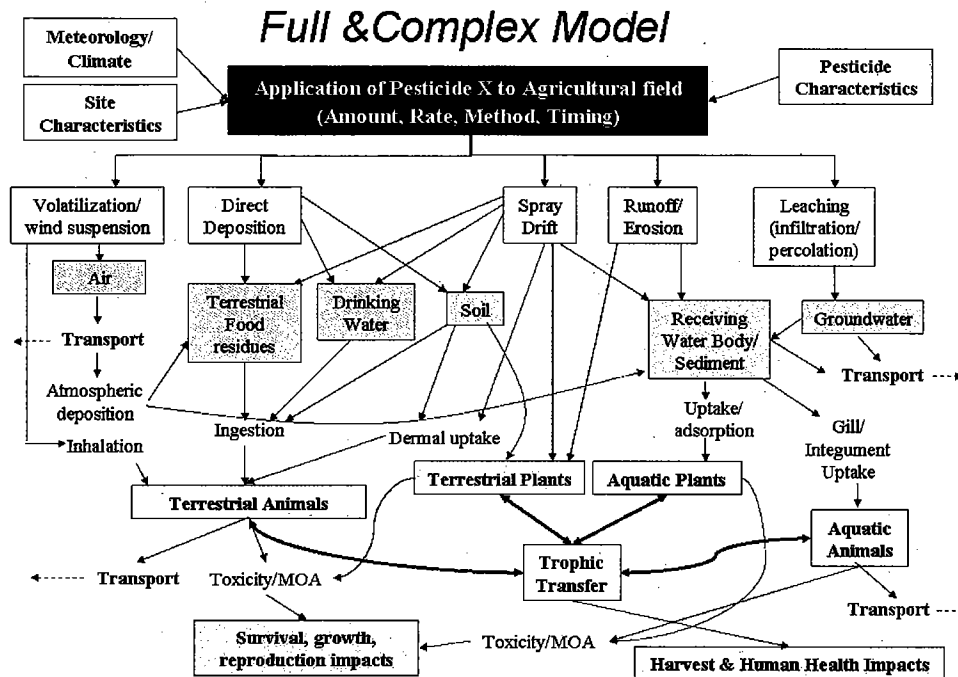 Full &Complex Model
Meteorology/
Climate
Site
Characteristics
Application of Pesticide X to Agricultural field
(Amount, Rate, Method, Timing)
Pesticide
Characteristics
Volatilization/
wind suspension
Direct
Deposition
Spray
Drift
Runoff/
Erosion
Leaching
(infiltration/
percolation)
Air
Terrestrial
Food
residues
Drinking
Water
Soil
Receiving
Water Body/
Sediment
Groundwater
Transport
Transport
Atmospheric
deposition
Inhalation
Ingestion
Dermal uptake
Uptake/
adsorption
Gill/
Integument
Uptake
Terrestrial Animals
Terrestrial Plants
Aquatic Plants
Aquatic
Animals
Transport
Toxicity/MOA
Trophic
Transfer
Transport
Survival, growth,
reproduction impacts
Toxicity/MOA
Harvest & Human Health Impacts